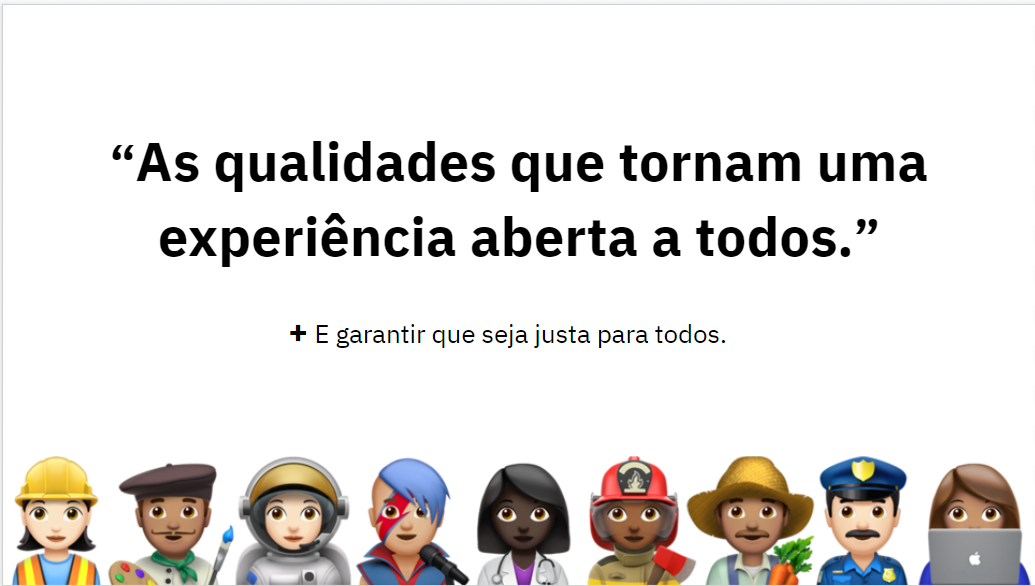 “As qualidades que tornam uma
experiência aberta a todos.”
+ E garantir que seja justa para todos.